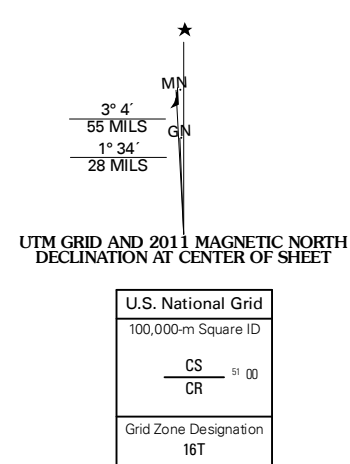 MN
3° 4´
55 MILS
GN
1° 34´
28 MILS
UTM GRID AND 2011 MAGNETIC NORTH
DECLINATION AT CENTER OF SHEET
U.S. National Grid
100,000-m Square ID
CS
51 00
CR
Grid Zone Designation
16T